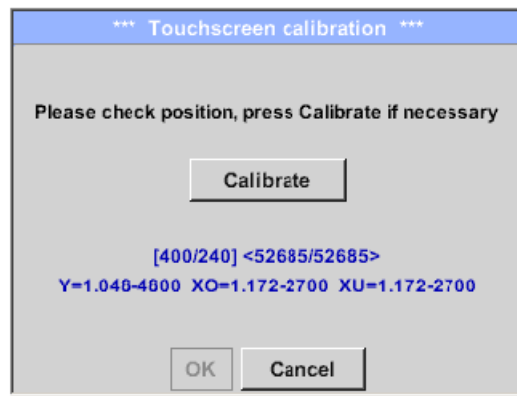 *** Touchscreen calibration ***
Please check position, press Calibrate if necessary
Calibrate
[400/240] <52685/52685>
Y=1.048-4800 XO=1.172-2700 XU=1.172-2700
OK Cancel